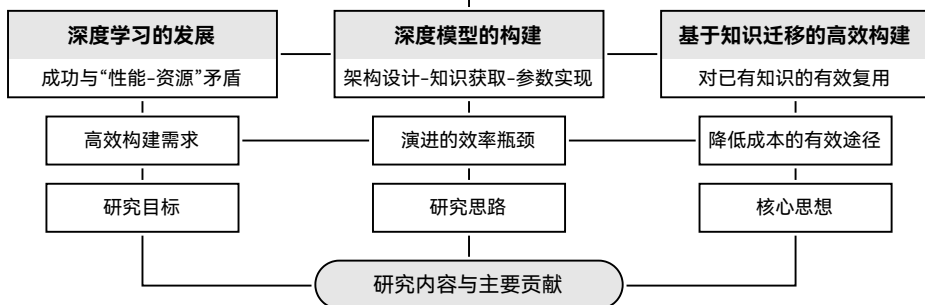 深度学习的发展
成功与“性能-资源”矛盾
深度模型的构建
架构设计-知识获取-参数实现
基于知识迁移的高效构建
对已有知识的有效复用
高效构建需求
演进的效率瓶颈
降低成本的有效途径
研究目标
研究思路
核心思想
研究内容与主要贡献